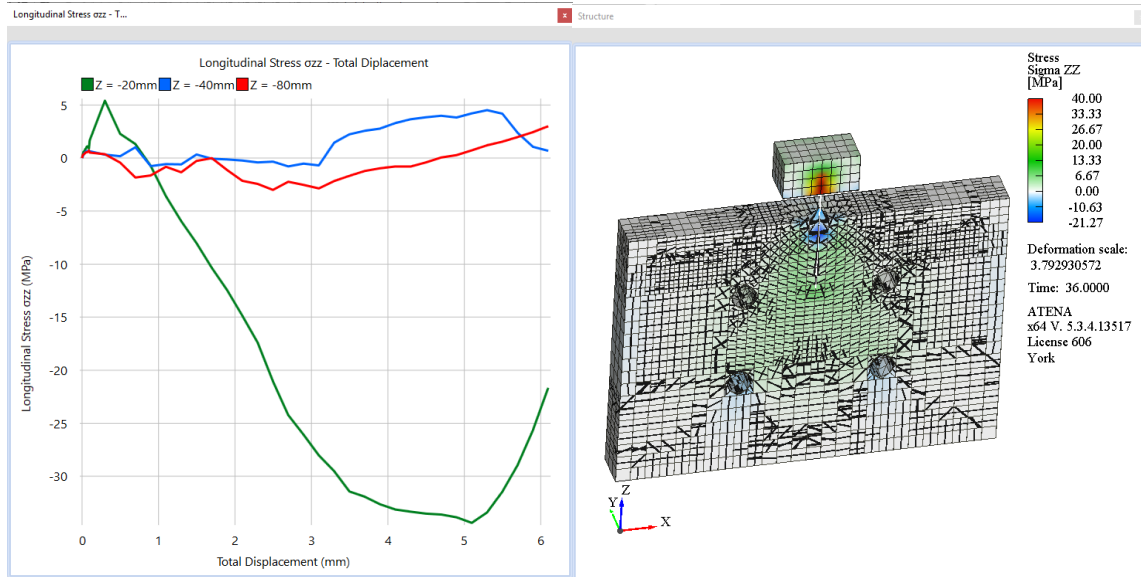 Longitudinal Stress σzz - T...
x
Structure
Longitudinal Stress σzz - Total Diplacement
Z = -20mm Z = -40mm Z = -80mm
5
0
-5
-10
-15
-20
-25
-30
Longitudinal Stress σzz (MPa)
0 1 2 3 4 5 6
Total Displacement (mm)
Stress
Sigma ZZ
[MPa]
40.00
33.33
26.67
20.00
13.33
6.67
0.00
-10.63
-21.27
Deformation scale:
3.792930572
Time: 36.0000
ATENA
x64 V. 5.3.4.13517
License 606
York
Z
Y
X